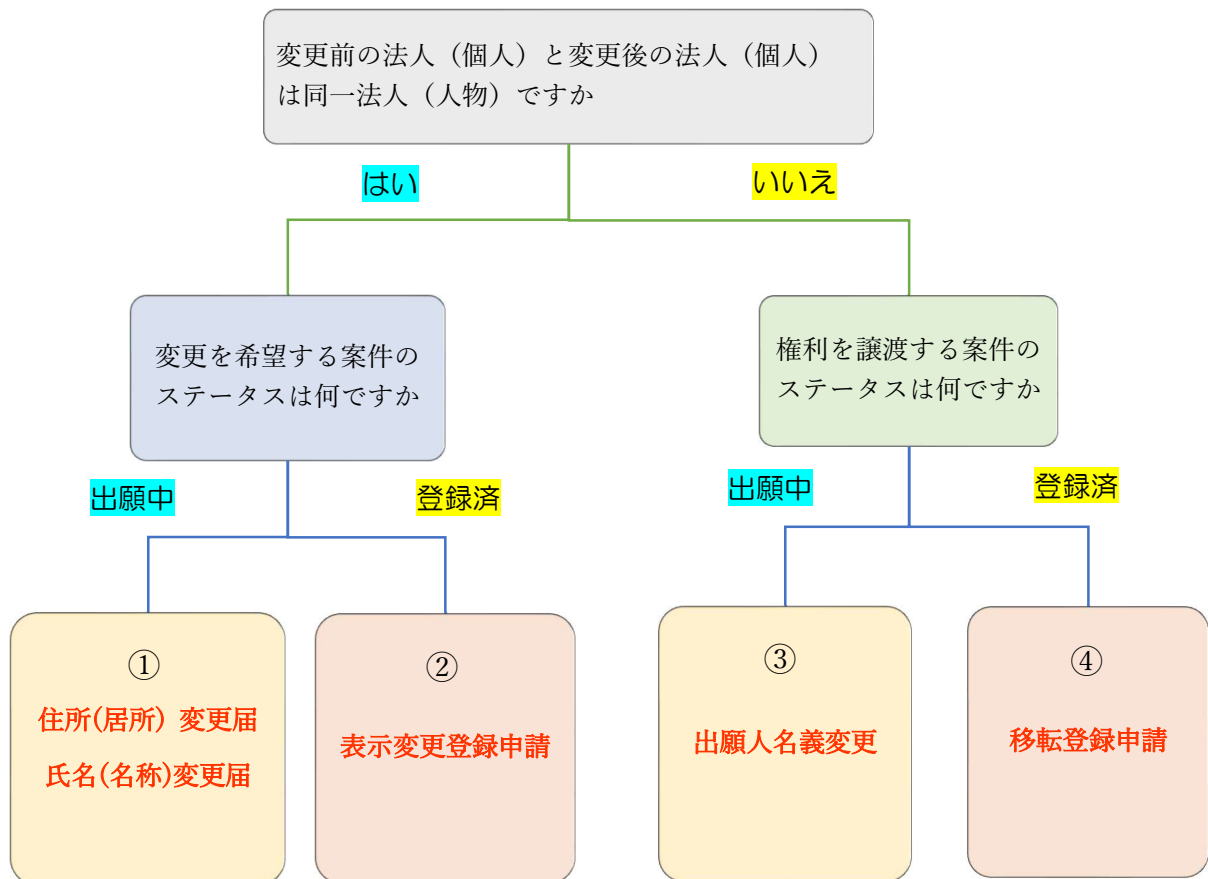 変更前の法人（個人）と変更後の法人（個人）
は同一法人（人物）ですか
はい
いいえ
変更を希望する案件の
ステータスは何ですか
権利を譲渡する案件の
ステータスは何ですか
出願中
登録済
出願中
登録済
①
住所(居所）変更届
氏名(名称)変更届
②
表示変更登録申請
③
出願人名義変更
④
移転登録申請